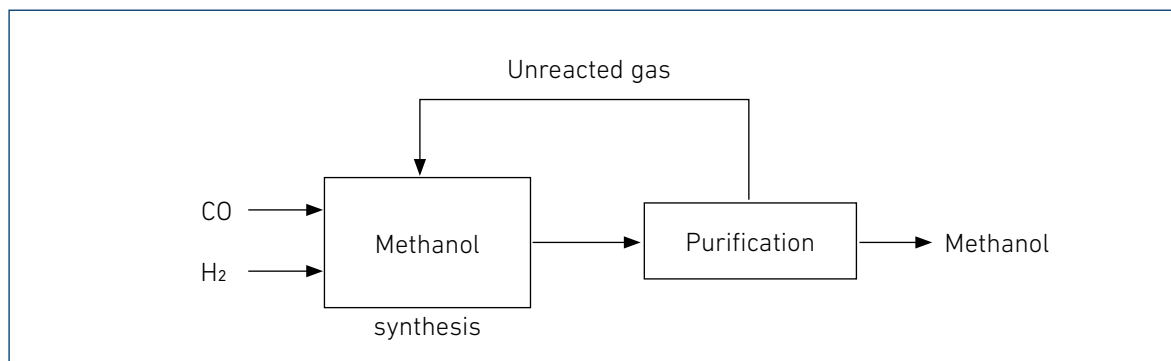 Unreacted gas
CO
H₂
Methanol
synthesis
Purification
Methanol